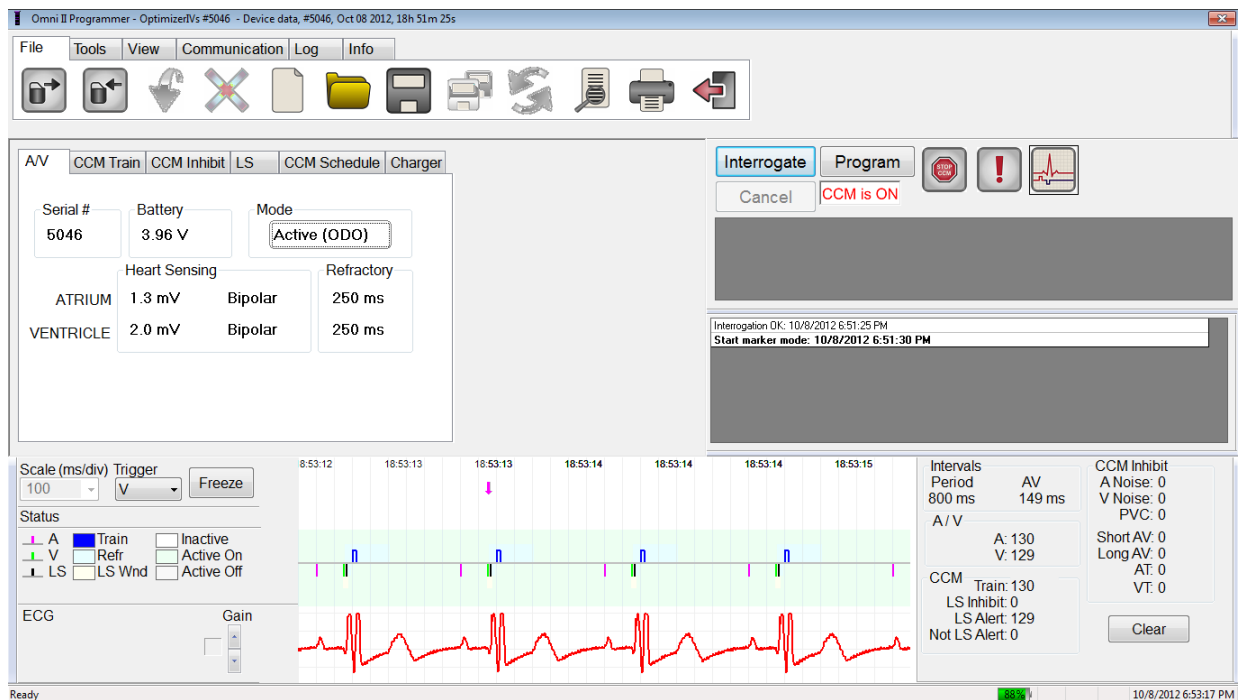 Omni II Programmer - OptimizerIVs #5046 - Device data, #5046, Oct 08 2012, 18h 51m 25s
File Tools View Communication Log Info
A/V CCM Train CCM Inhibit LS CCM Schedule Charger
Serial # Battery Mode
5046 3.96 V Active (ODO)
Heart Sensing Refractory
ATRIUM 1.3 mV Bipolar 250 ms
VENTRICLE 2.0 mV Bipolar 250 ms
Interrogate Program
STOP CCM
!
Cancel CCM is ON
Interrogation OK: 10/8/2012 6:51:25 PM
Start marker mode: 10/8/2012 6:51:30 PM
Scale (ms/div) Trigger
100 V Freeze
Status
A Train Inactive
V Refr Active On
LS LS Wnd Active Off
ECG Gain
8:53:12 18:53:13 18:53:13 18:53:14 18:53:14 18:53:14 18:53:15
Intervals
Period AV
800 ms 149 ms
A / V
A: 130
V: 129
CCM
Train: 130
LS Inhibit: 0
LS Alert: 129
Not LS Alert: 0
CCM Inhibit
A Noise: 0
V Noise: 0
PVC: 0
Short AV: 0
Long AV: 0
AT: 0
VT: 0
Clear
Ready 88% 10/8/2012 6:53:17 PM